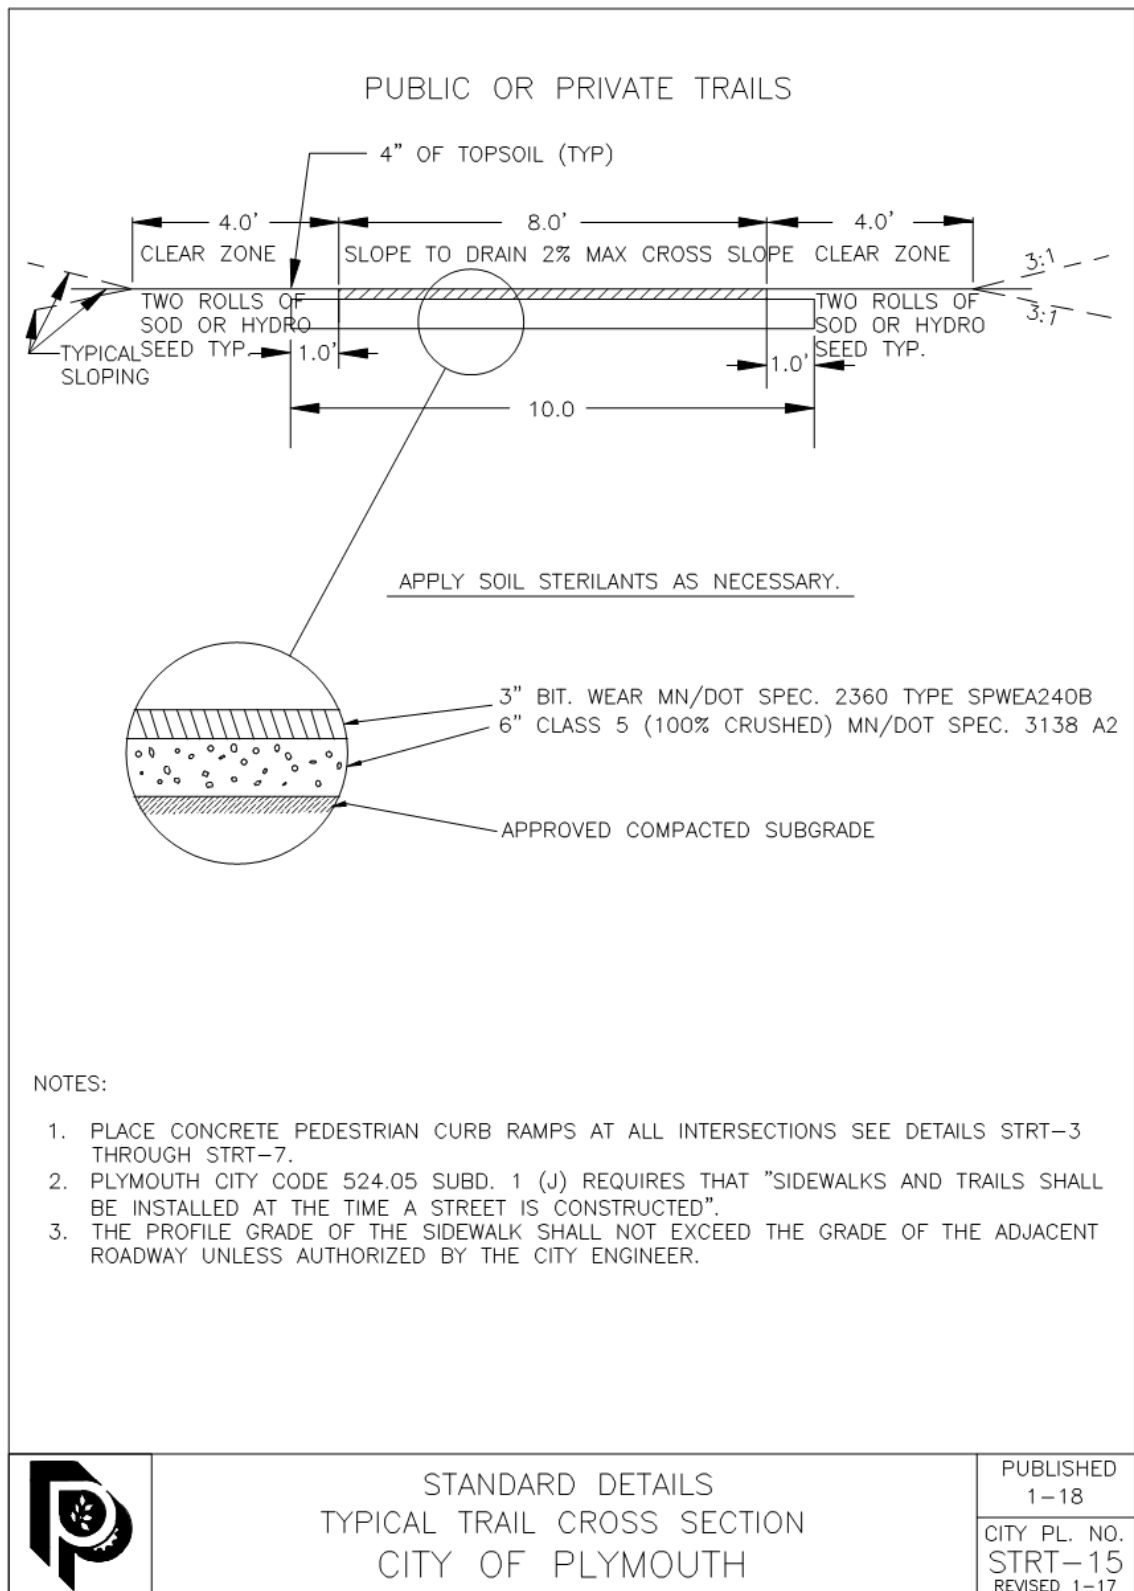 PUBLIC OR PRIVATE TRAILS
4" OF TOPSOIL (TYP)
4.0'
8.0'
4.0'
CLEAR ZONE
SLOPE TO DRAIN 2% MAX CROSS SLOPE
CLEAR ZONE
3:1
3:1
TWO ROLLS OF
SOD OR HYDRO
SEED TYP.
TWO ROLLS OF
SOD OR HYDRO
SEED TYP.
TYPICAL
SLOPING
1.0'
1.0'
10.0
APPLY SOIL STERILANTS AS NECESSARY.
3" BIT. WEAR MN/DOT SPEC. 2360 TYPE SPWEA240B
6" CLASS 5 (100% CRUSHED) MN/DOT SPEC. 3138 A2
APPROVED COMPACTED SUBGRADE
NOTES:
1. PLACE CONCRETE PEDESTRIAN CURB RAMPS AT ALL INTERSECTIONS SEE DETAILS STRT-3
THROUGH STRT-7.
2. PLYMOUTH CITY CODE 524.05 SUBD. 1 (J) REQUIRES THAT "SIDEWALKS AND TRAILS SHALL
BE INSTALLED AT THE TIME A STREET IS CONSTRUCTED".
3. THE PROFILE GRADE OF THE SIDEWALK SHALL NOT EXCEED THE GRADE OF THE ADJACENT
ROADWAY UNLESS AUTHORIZED BY THE CITY ENGINEER.
STANDARD DETAILS
TYPICAL TRAIL CROSS SECTION
CITY OF PLYMOUTH
PUBLISHED
1-18
CITY PL. NO.
STRT-15
REVISED 1-17